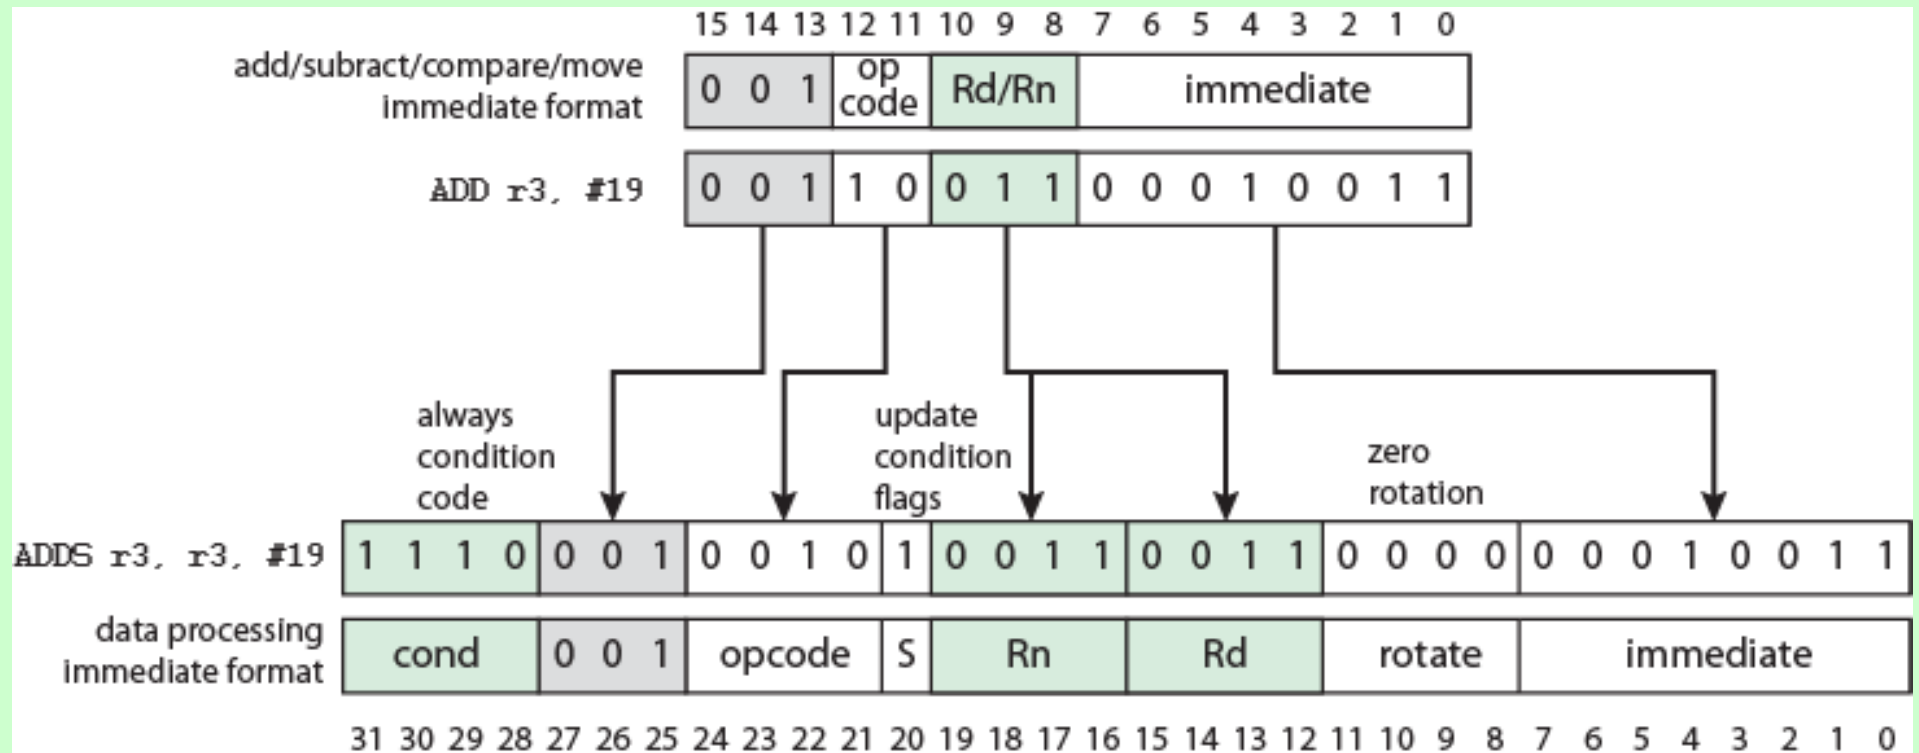 15 14 13 12 11 10 9 8 7 6 5 4 3 2 1 0
add/subract/compare/move
immediate format
0 0 1 op code Rd/Rn immediate
ADD r3, #19 0 0 1 1 0 0 1 1 0 0 0 1 0 0 1 1
always
condition
code
update
condition
flags
zero
rotation
ADDS r3, r3, #19 1 1 1 0 0 0 1 0 0 1 0 1 0 0 1 1 0 0 1 1 0 0 0 0 0 0 0 1 0 0 1 1
data processing
immediate format
cond 0 0 1 opcode S Rn Rd rotate immediate
31 30 29 28 27 26 25 24 23 22 21 20 19 18 17 16 15 14 13 12 11 10 9 8 7 6 5 4 3 2 1 0